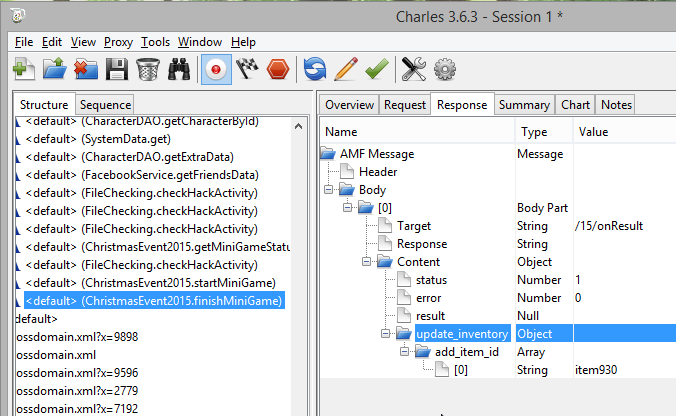 Charles 3.6.3 - Session 1 *
File Edit View Proxy Tools Window Help
Structure Sequence
<default> (CharacterDAO.getCharacterById)
<default> (SystemData.get)
<default> (CharacterDAO.getExtraData)
<default> (FacebookService.getFriendsData)
<default> (FileChecking.checkHackActivity)
<default> (FileChecking.checkHackActivity)
<default> (FileChecking.checkHackActivity)
<default> (ChristmasEvent2015.getMiniGameStatu
<default> (FileChecking.checkHackActivity)
<default> (ChristmasEvent2015.startMiniGame)
<default> (ChristmasEvent2015.finishMiniGame)
default>
ossdomain.xml?x=9898
ossdomain.xml
ossdomain.xml?x=9596
ossdomain.xml?x=2779
ossdomain.xml?x=7192
Overview Request Response Summary Chart Notes
Name Type Value
AMF Message Message
Header
Body
[0] Body Part
Target String /15/onResult
Response String
Content Object
status Number 1
error Number 0
result Null
update_inventory Object
add_item_id Array
[0] String item930